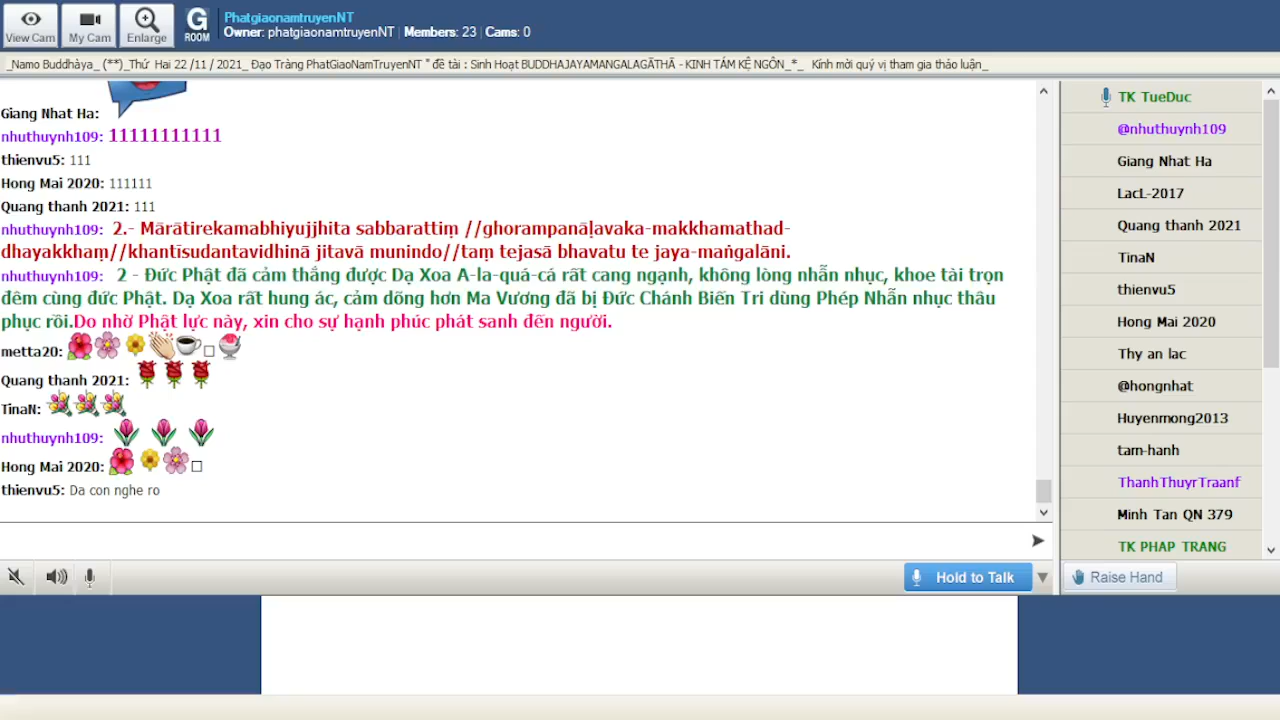 View Cam
My Cam
Enlarge
G
ROOM
PhatgiaonamtruyenNT
Owner: phatgiaonamtruyenNT | Members: 23 | Cams: 0
_Namo Buddhàya_ (**)_Thứ Hai 22 /11 / 2021_ Đạo Tràng PhatGiaoNamTruyenNT " đề tài : Sinh Hoạt BUDDHAJAYAMANGALAGĀTHĀ - KINH TÁM KỆ NGÔN_*_ Kính mời quý vị tham gia thảo luận_
Giang Nhat Ha:
nhuthuynh109: 11111111111
thienvu5: 111
Hong Mai 2020: 111111
Quang thanh 2021: 111
nhuthuynh109: 2.- Mārātirekamabhiyujjhita sabbarattiṃ //ghorampanāḷavaka-makkhamathad-
dhayakkhaṃ//khantīsudantavidhinā jitavā munindo//taṃ tejasā bhavatu te jaya-maṅgalāni.
nhuthuynh109: 2 - Đức Phật đã cảm thắng được Dạ Xoa A-la-quá-cá rất cang ngạnh, không lòng nhẫn nhục, khoe tài trọn
đêm cùng đức Phật. Dạ Xoa rất hung ác, cảm dõng hơn Ma Vương đã bị Đức Chánh Biến Tri dùng Phép Nhẫn nhục thâu
phục rồi.Do nhờ Phật lực này, xin cho sự hạnh phúc phát sanh đến người.
metta20:
Quang thanh 2021:
TinaN:
nhuthuynh109:
Hong Mai 2020:
thienvu5: Da con nghe ro
Hold to Talk
TK TueDuc
@nhuthuynh109
Giang Nhat Ha
LacL-2017
Quang thanh 2021
TinaN
thienvu5
Hong Mai 2020
Thy an lac
@hongnhat
Huyenmong2013
tam-hanh
ThanhThuyrTraanf
Minh Tan QN 379
TK PHAP TRANG
Raise Hand